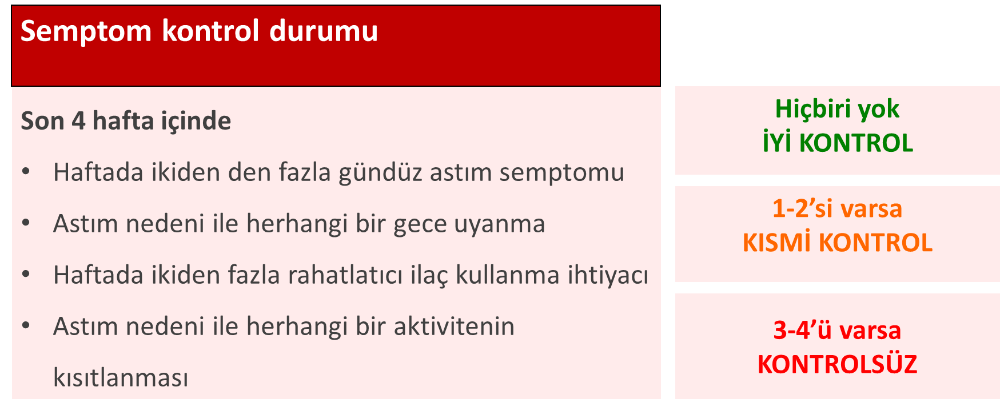 Semptom kontrol durumu
Son 4 hafta içinde
• Haftada ikiden den fazla gündüz astım semptomu
• Astım nedeni ile herhangi bir gece uyanma
• Haftada ikiden fazla rahatlatıcı ilaç kullanma ihtiyacı
• Astım nedeni ile herhangi bir aktivitenin
kısıtlanması
Hiçbiri yok
İYİ KONTROL
1-2’si varsa
KISMİ KONTROL
3-4’ü varsa
KONTROLSÜZ